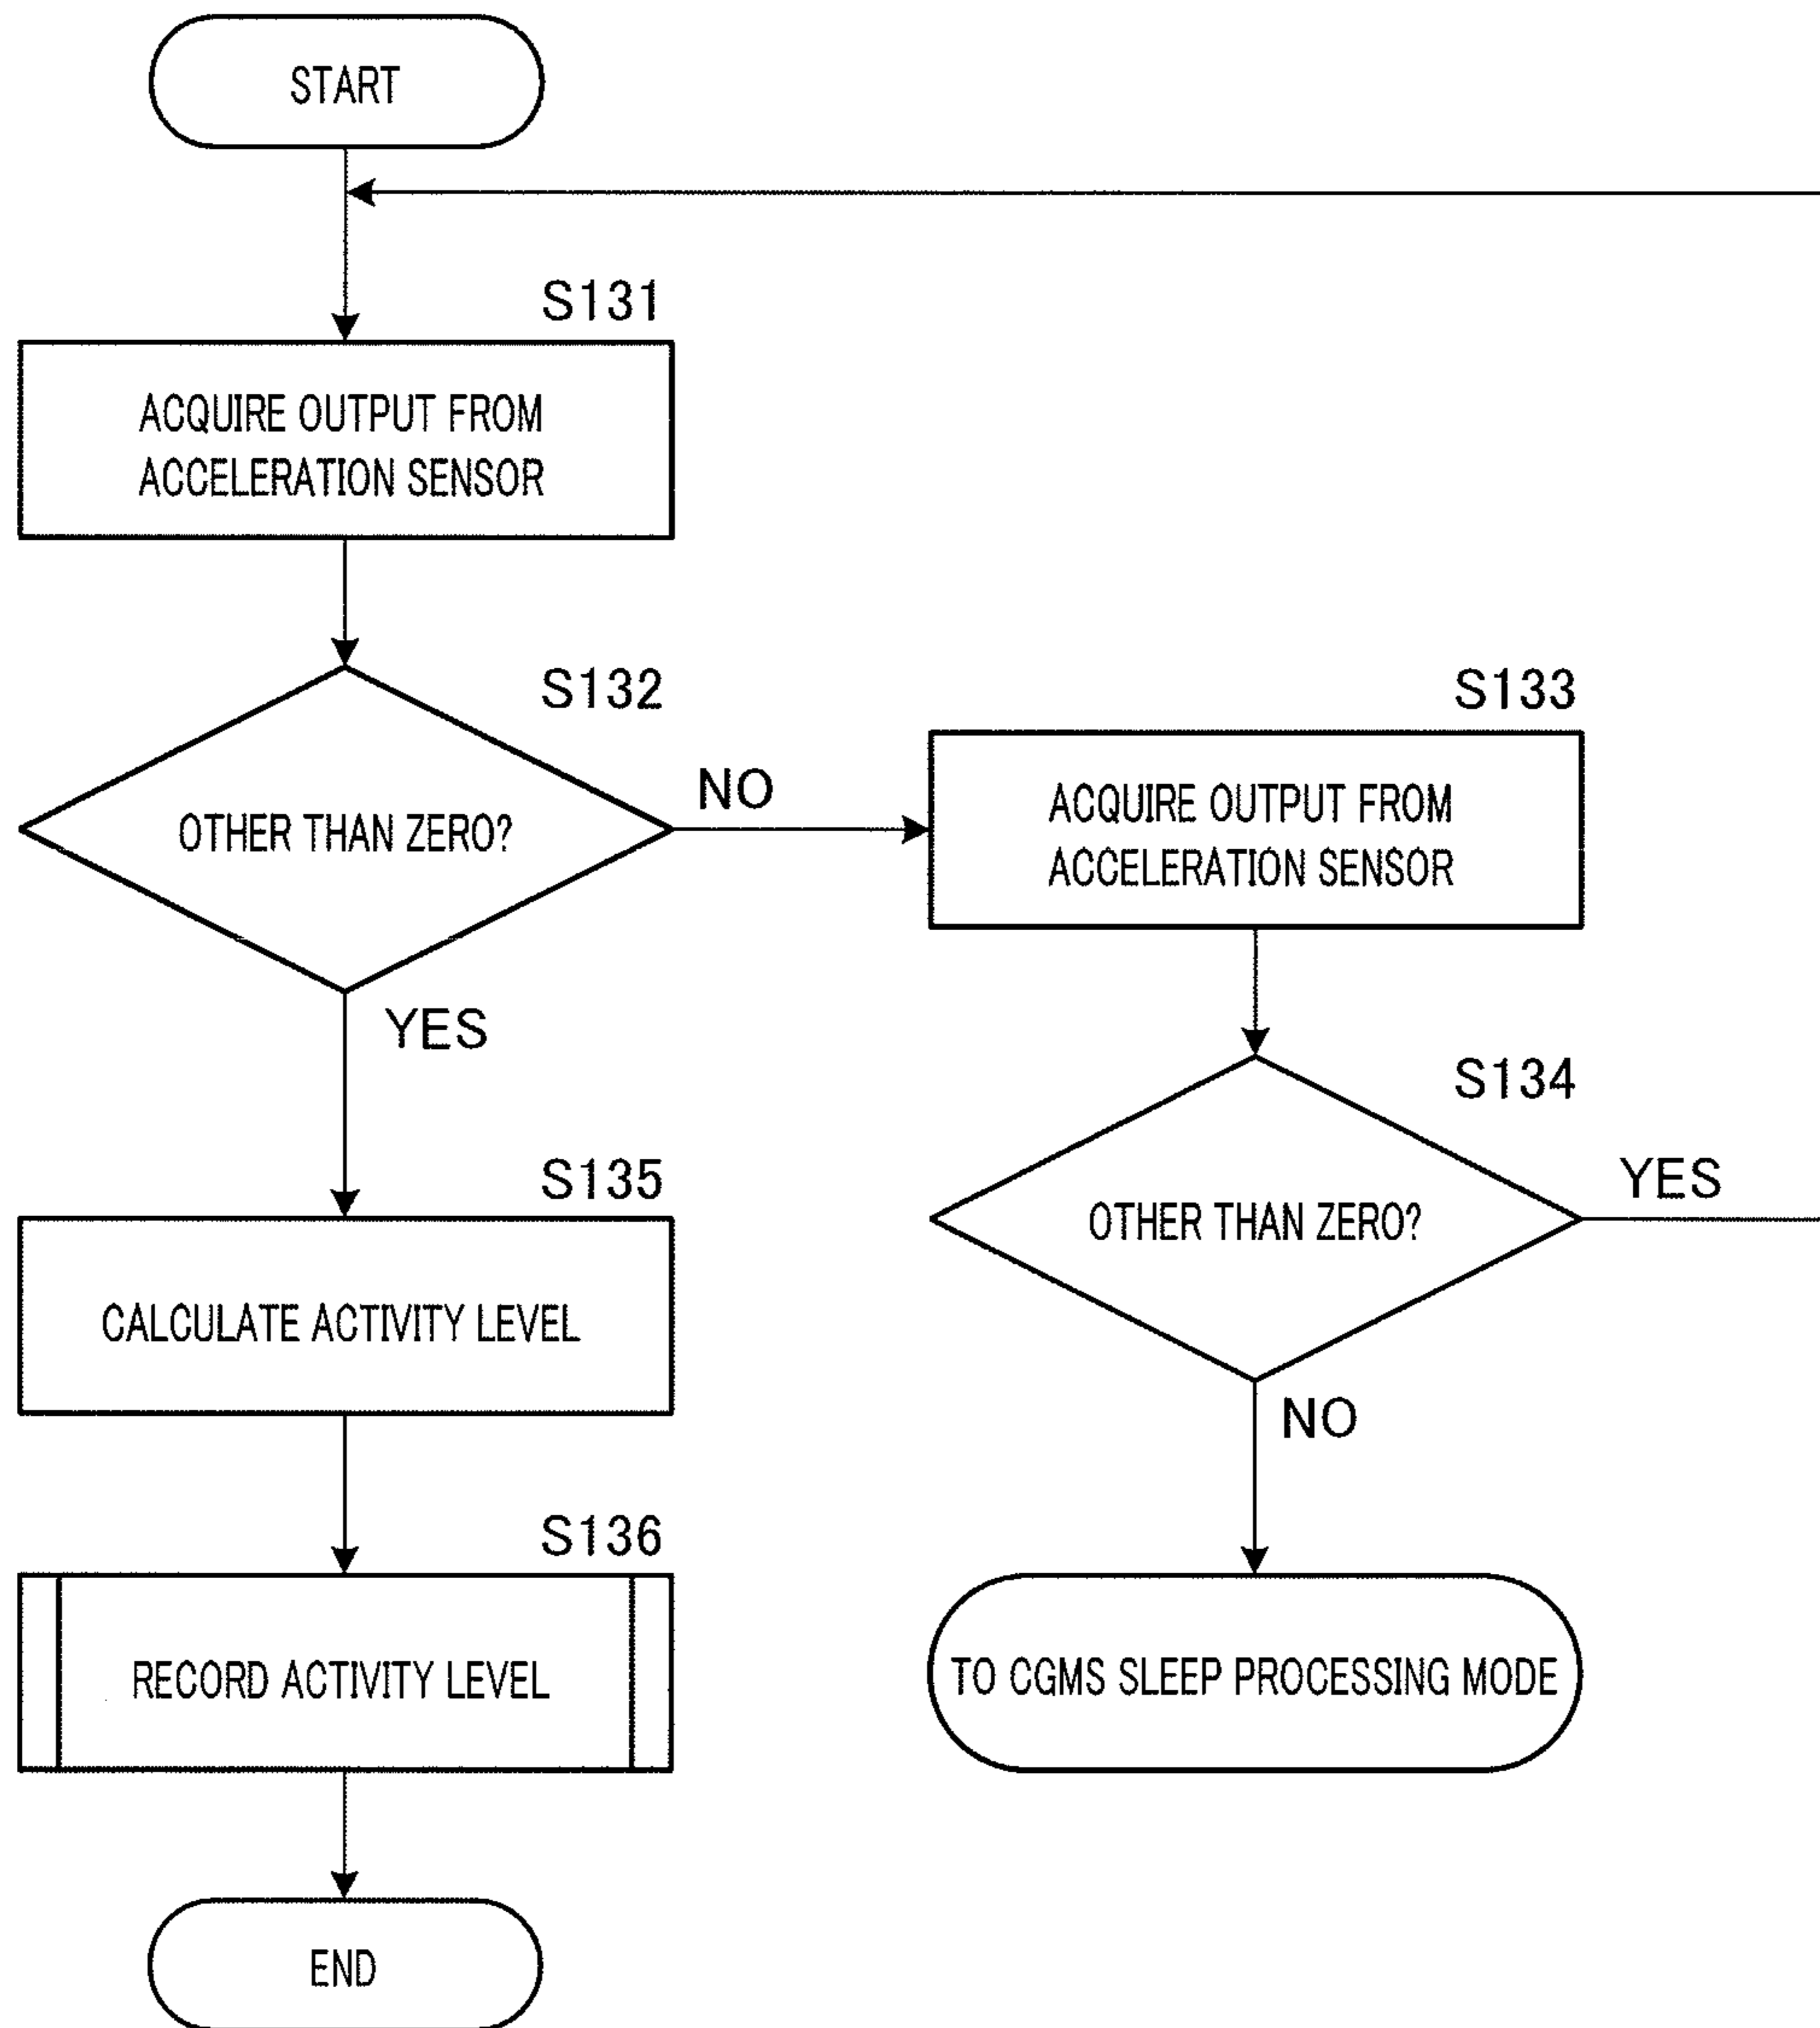 START
S131
ACQUIRE OUTPUT FROM
ACCELERATION SENSOR
S132
OTHER THAN ZERO?
NO
YES
S133
ACQUIRE OUTPUT FROM
ACCELERATION SENSOR
S134
OTHER THAN ZERO?
YES
NO
TO CGMS SLEEP PROCESSING MODE
S135
CALCULATE ACTIVITY LEVEL
S136
RECORD ACTIVITY LEVEL
END